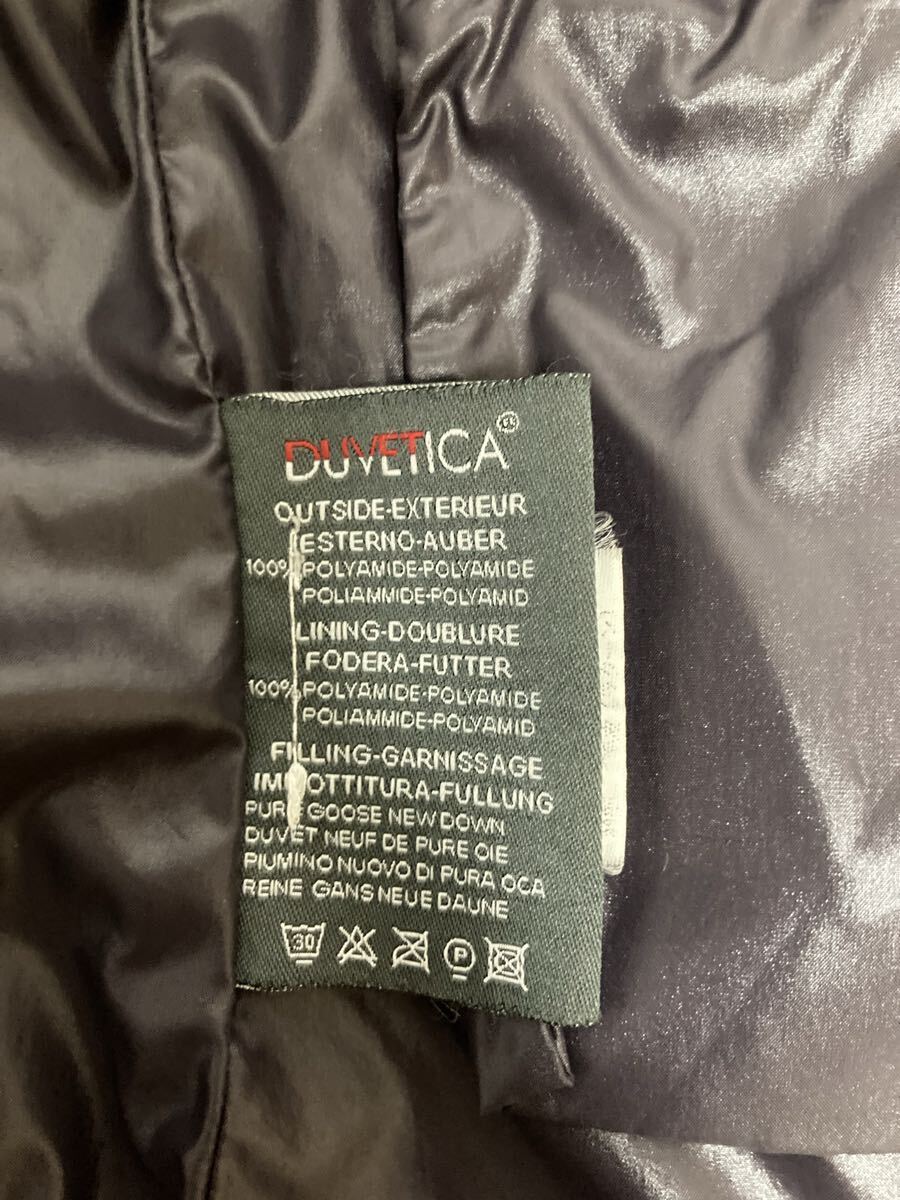 DUVETICA
OUTSIDE-EXTERIEUR
ESTERNO-AUBER
100% POLYAMIDE-POLYAMIDE
POLIAMMIDE-POLYAMID
LINING-DOUBLURE
FODERA-FUTTER
100% POLYAMIDE-POLYAMIDE
POLIAMMIDE-POLYAMID
FILLING-GARNISSAGE
IMBOTTITURA-FULLUNG
PURE GOOSE NEW DOWN
DUVET NEUF DE PURE OIE
PIUMINO NUOVO DI PURA OCA
REINE GANS NEUE DAUNE
30 P